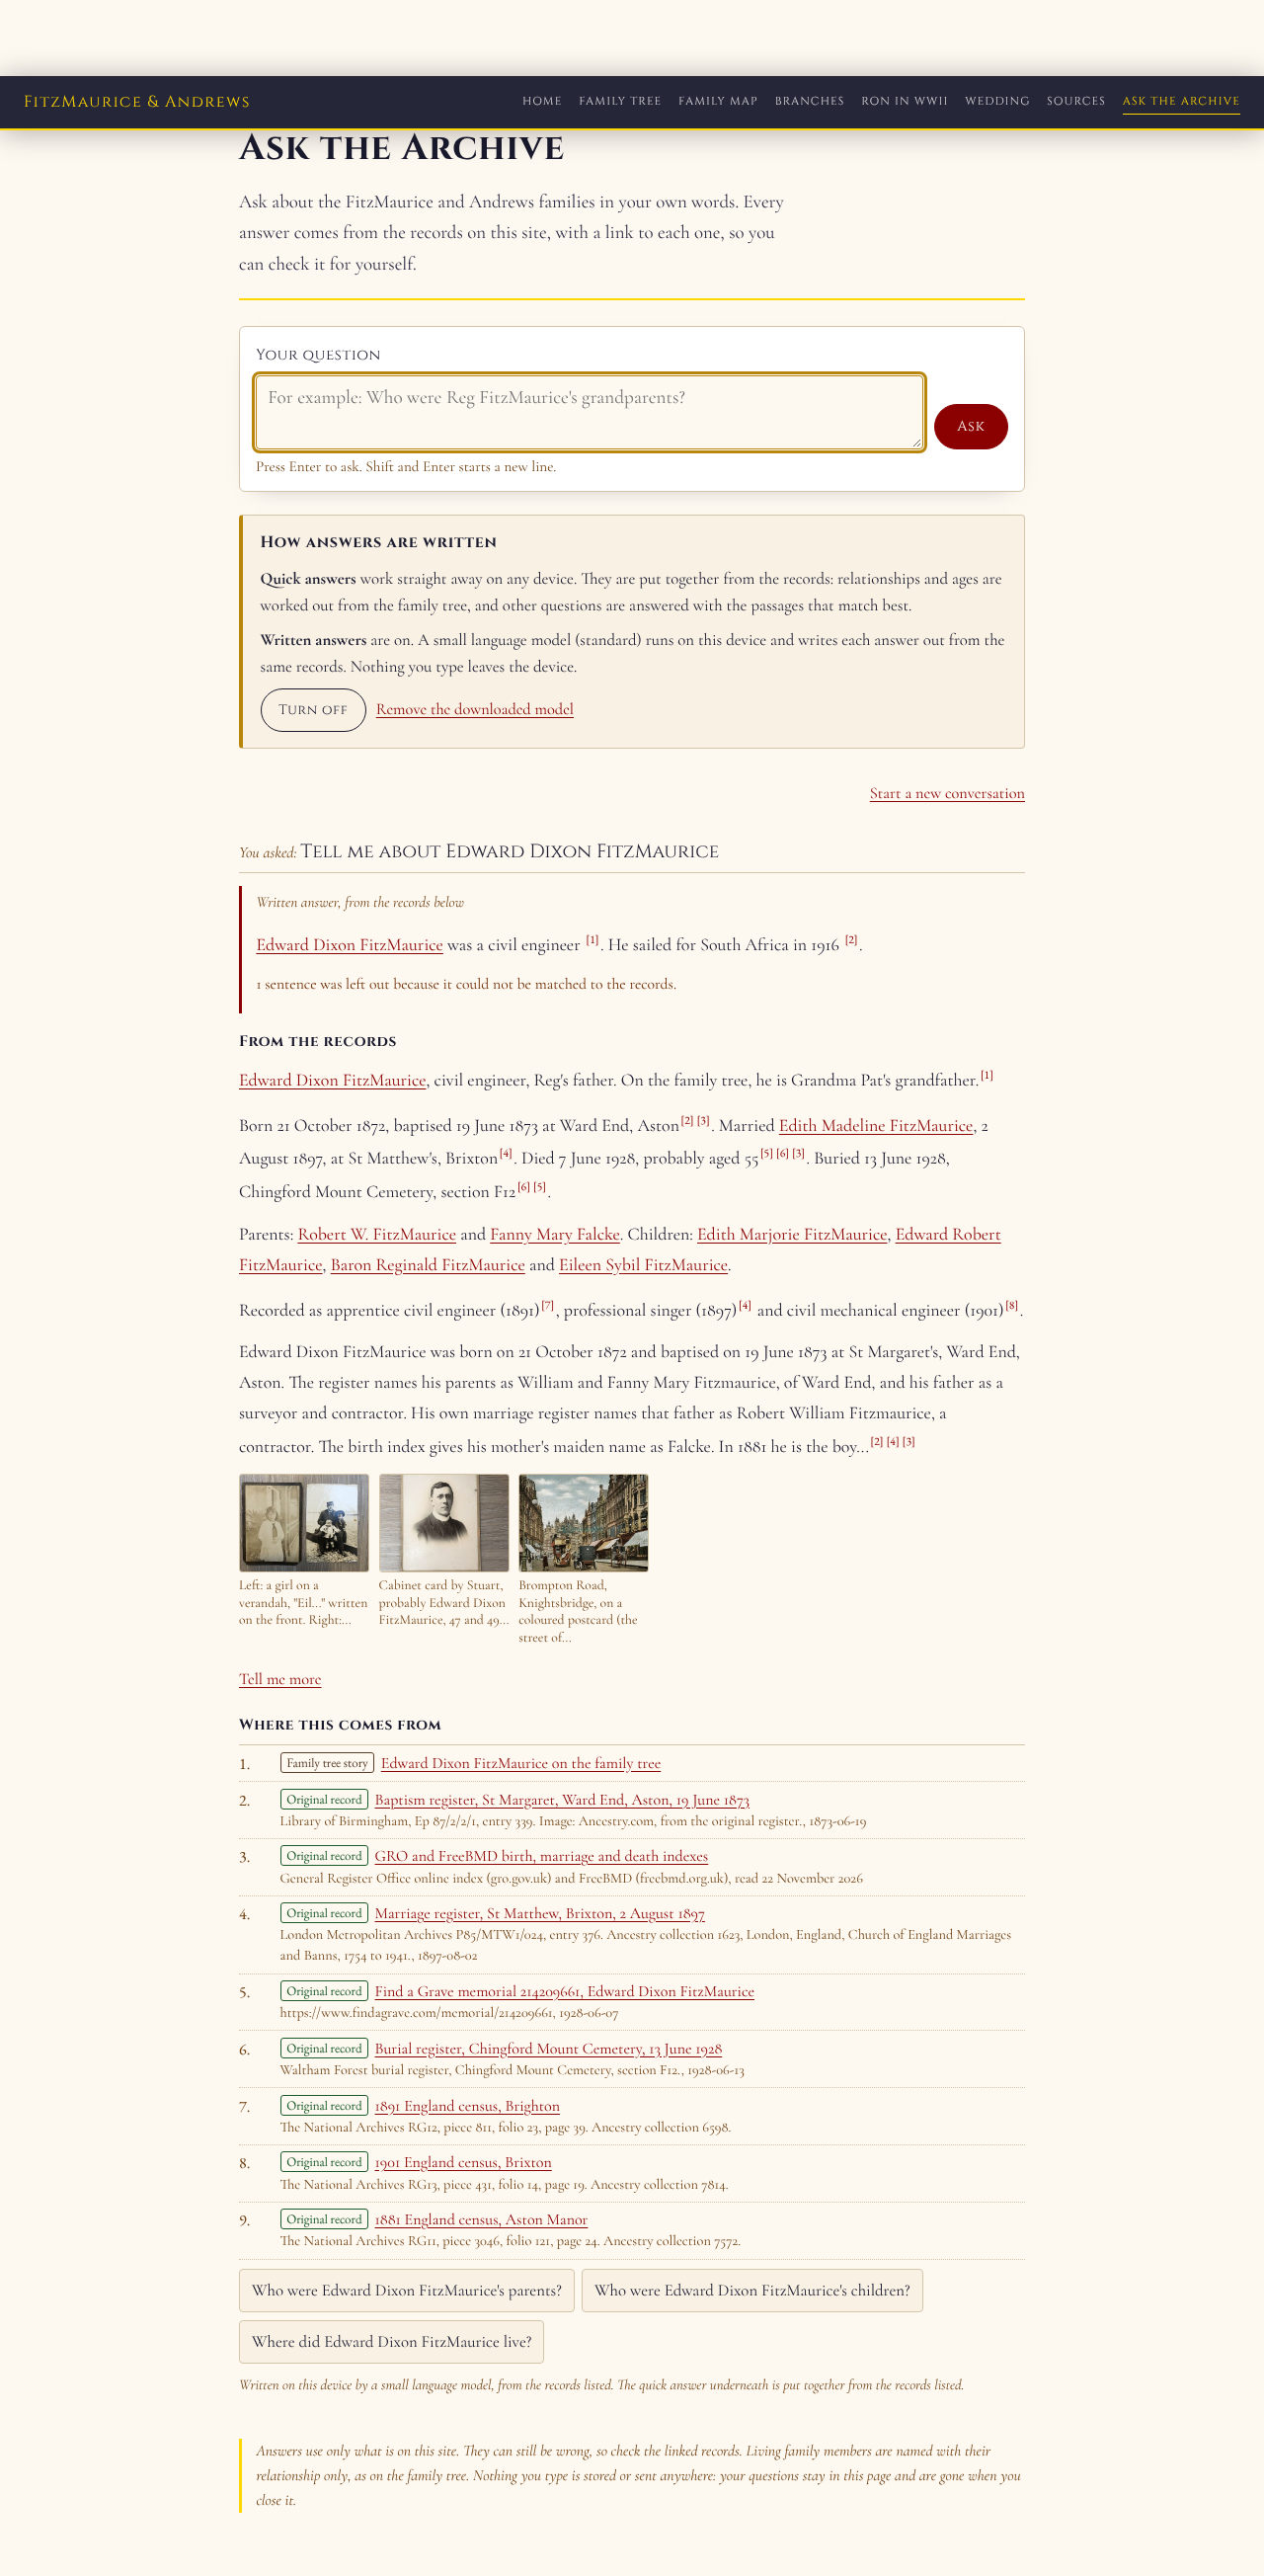 FitzMaurice & Andrews
Home Family Tree Family Map Branches Ron in WWII Wedding Sources Ask the Archive
Ask the Archive
Ask about the FitzMaurice and Andrews families in your own words. Every
answer comes from the records on this site, with a link to each one, so you
can check it for yourself.
Your question
For example: Who were Reg FitzMaurice's grandparents?
Ask
Press Enter to ask. Shift and Enter starts a new line.
How answers are written
Quick answers work straight away on any device. They are put together from the records: relationships and ages are
worked out from the family tree, and other questions are answered with the passages that match best.
Written answers are on. A small language model (standard) runs on this device and writes each answer out from the
same records. Nothing you type leaves the device.
Turn off
Remove the downloaded model
Start a new conversation
You asked: Tell me about Edward Dixon FitzMaurice
Written answer, from the records below
Edward Dixon FitzMaurice was a civil engineer [1]. He sailed for South Africa in 1916 [2].
1 sentence was left out because it could not be matched to the records.
From the records
Edward Dixon FitzMaurice, civil engineer, Reg's father. On the family tree, he is Grandma Pat's grandfather.[1]
Born 21 October 1872, baptised 19 June 1873 at Ward End, Aston[2] [3]. Married Edith Madeline FitzMaurice, 2
August 1897, at St Matthew's, Brixton[4]. Died 7 June 1928, probably aged 55[5] [6] [3]. Buried 13 June 1928,
Chingford Mount Cemetery, section F12[6] [5].
Parents: Robert W. FitzMaurice and Fanny Mary Falcke. Children: Edith Marjorie FitzMaurice, Edward Robert
FitzMaurice, Baron Reginald FitzMaurice and Eileen Sybil FitzMaurice.
Recorded as apprentice civil engineer (1891)[7], professional singer (1897)[4] and civil mechanical engineer (1901)[8].
Edward Dixon FitzMaurice was born on 21 October 1872 and baptised on 19 June 1873 at St Margaret's, Ward End,
Aston. The register names his parents as William and Fanny Mary Fitzmaurice, of Ward End, and his father as a
surveyor and contractor. His own marriage register names that father as Robert William Fitzmaurice, a
contractor. The birth index gives his mother's maiden name as Falcke. In 1881 he is the boy...[2] [4] [3]
Left: a girl on a
verandah, "Eil..." written
on the front. Right:...
Cabinet card by Stuart,
probably Edward Dixon
FitzMaurice, 47 and 49...
Brompton Road,
Knightsbridge, on a
coloured postcard (the
street of...
Tell me more
Where this comes from
1. Family tree story Edward Dixon FitzMaurice on the family tree
2. Original record Baptism register, St Margaret, Ward End, Aston, 19 June 1873
Library of Birmingham, Ep 87/2/2/1, entry 339. Image: Ancestry.com, from the original register., 1873-06-19
3. Original record GRO and FreeBMD birth, marriage and death indexes
General Register Office online index (gro.gov.uk) and FreeBMD (freebmd.org.uk), read 22 November 2026
4. Original record Marriage register, St Matthew, Brixton, 2 August 1897
London Metropolitan Archives P85/MTW1/024, entry 376. Ancestry collection 1623, London, England, Church of England Marriages
and Banns, 1754 to 1941., 1897-08-02
5. Original record Find a Grave memorial 214209661, Edward Dixon FitzMaurice
https://www.findagrave.com/memorial/214209661, 1928-06-07
6. Original record Burial register, Chingford Mount Cemetery, 13 June 1928
Waltham Forest burial register, Chingford Mount Cemetery, section F12., 1928-06-13
7. Original record 1891 England census, Brighton
The National Archives RG12, piece 811, folio 23, page 39. Ancestry collection 6598.
8. Original record 1901 England census, Brixton
The National Archives RG13, piece 431, folio 14, page 19. Ancestry collection 7814.
9. Original record 1881 England census, Aston Manor
The National Archives RG11, piece 3046, folio 121, page 24. Ancestry collection 7572.
Who were Edward Dixon FitzMaurice's parents?
Who were Edward Dixon FitzMaurice's children?
Where did Edward Dixon FitzMaurice live?
Written on this device by a small language model, from the records listed. The quick answer underneath is put together from the records listed.
Answers use only what is on this site. They can still be wrong, so check the linked records. Living family members are named with their
relationship only, as on the family tree. Nothing you type is stored or sent anywhere: your questions stay in this page and are gone when you
close it.